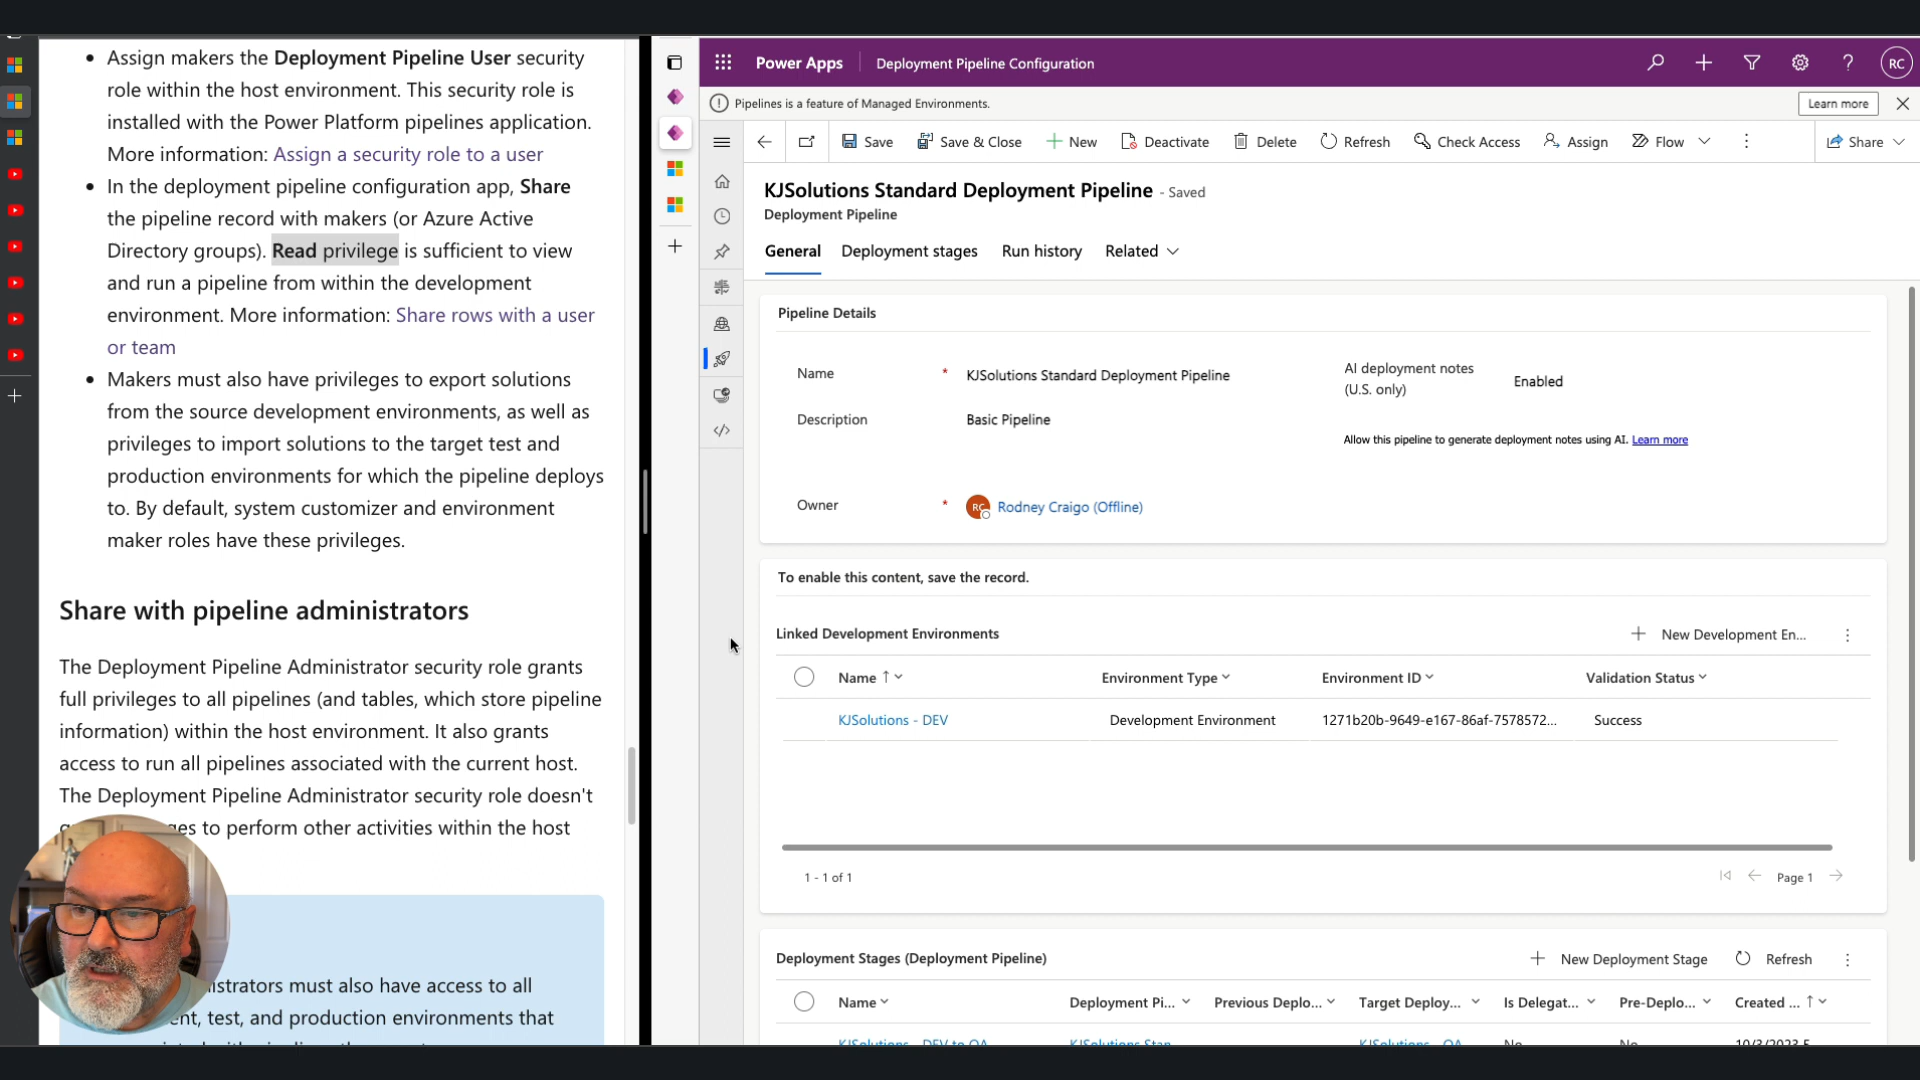 • Assign makers the Deployment Pipeline User security
role within the host environment. This security role is
installed with the Power Platform pipelines application.
More information: Assign a security role to a user
• In the deployment pipeline configuration app, Share
the pipeline record with makers (or Azure Active
Directory groups). Read privilege is sufficient to view
and run a pipeline from within the development
environment. More information: Share rows with a user
or team
• Makers must also have privileges to export solutions
from the source development environments, as well as
privileges to import solutions to the target test and
production environments for which the pipeline deploys
to. By default, system customizer and environment
maker roles have these privileges.
Share with pipeline administrators
The Deployment Pipeline Administrator security role grants
full privileges to all pipelines (and tables, which store pipeline
information) within the host environment. It also grants
access to run all pipelines associated with the current host.
The Deployment Pipeline Administrator security role doesn't
to perform other activities within the host
must also have access to all
test, and production environments that
Power Apps Deployment Pipeline Configuration RC
Pipelines is a feature of Managed Environments. Learn more
Save Save & Close New Deactivate Delete Refresh Check Access Assign Flow Share
KJSolutions Standard Deployment Pipeline - Saved
Deployment Pipeline
General Deployment stages Run history Related
Pipeline Details
Name * KJSolutions Standard Deployment Pipeline
AI deployment notes
(U.S. only) Enabled
Description Basic Pipeline
Allow this pipeline to generate deployment notes using AI. Learn more
Owner * RC Rodney Craigo (Offline)
To enable this content, save the record.
Linked Development Environments New Development En...
Name Environment Type Environment ID Validation Status
KJSolutions - DEV Development Environment 1271b20b-9649-e167-86af-7578572... Success
1 - 1 of 1 Page 1
Deployment Stages (Deployment Pipeline) New Deployment Stage Refresh
Name Deployment Pi... Previous Deplo... Target Deploy... Is Delegat... Pre-Deplo... Created ...
KJSolutions - DEV to QA KJSolutions Stan KJSolutions - QA No No 10/3/2023 5